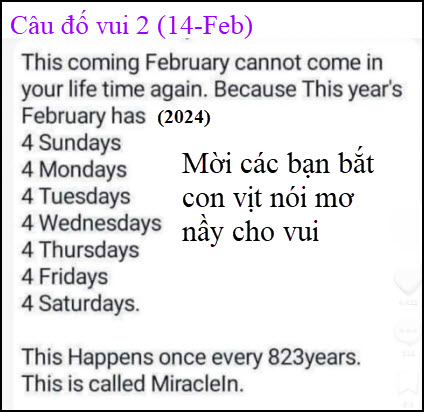 Câu đố vui 2 (14-Feb)
This coming February cannot come in
your life time again. Because This year's
February has (2024)
4 Sundays
4 Mondays
4 Tuesdays
4 Wednesdays
4 Thursdays
4 Fridays
4 Saturdays.
Mời các bạn bắt
con vịt nói mơ
nầy cho vui
This Happens once every 823years.
This is called MiracleIn.